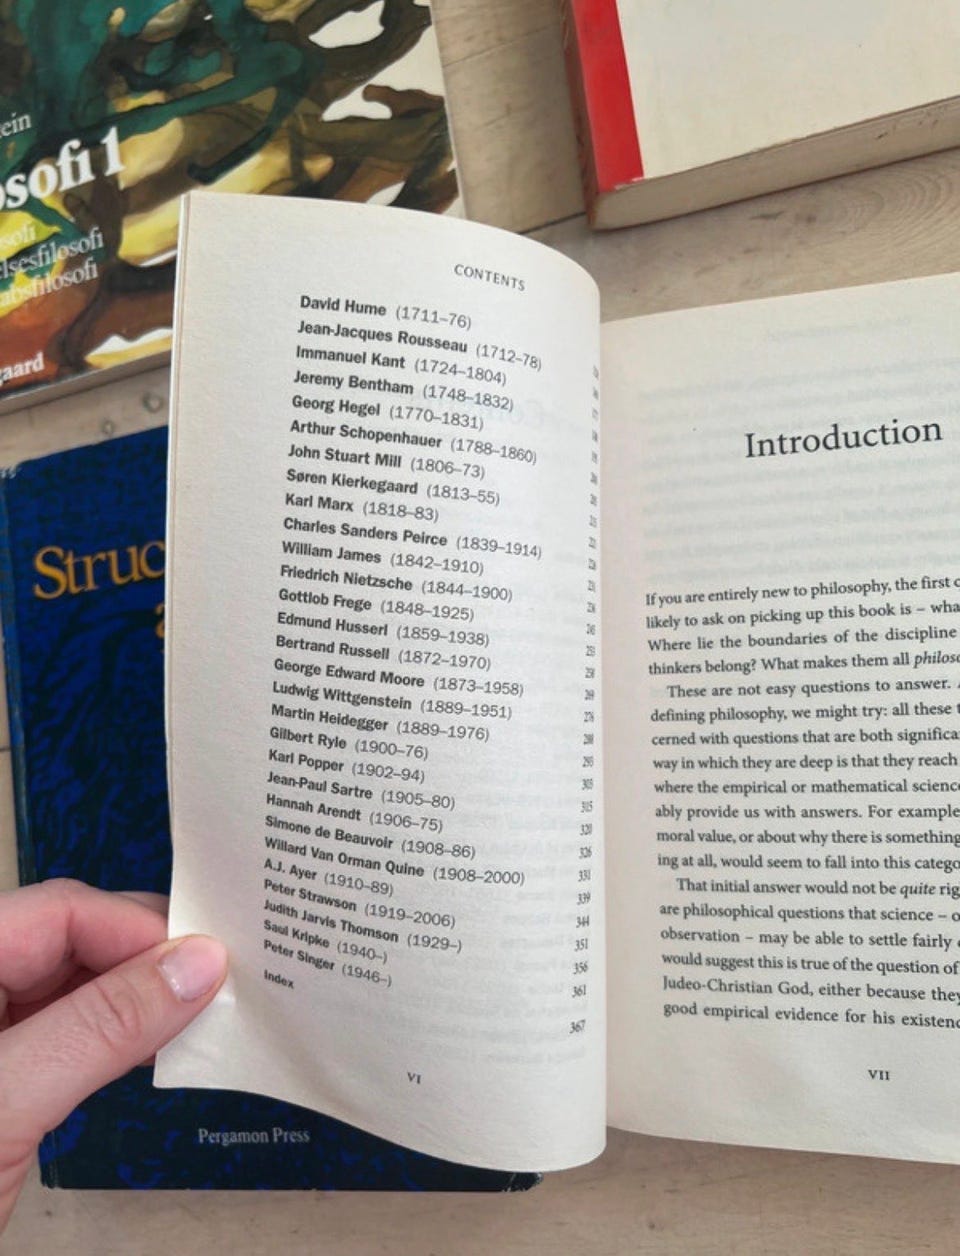 ein
osofi 1
sofi
elsesfilosofi
absfilosofi
gaard
Struc
Pergamon Press
CONTENTS
David Hume (1711–76)
Jean-Jacques Rousseau (1712–78)
Immanuel Kant (1724–1804)
Jeremy Bentham (1748–1832)
Georg Hegel (1770–1831)
Arthur Schopenhauer (1788–1860)
John Stuart Mill (1806–73)
Søren Kierkegaard (1813–55)
Karl Marx (1818–83)
Charles Sanders Peirce (1839–1914)
William James (1842–1910)
Friedrich Nietzsche (1844–1900)
Gottlob Frege (1848–1925)
Edmund Husserl (1859–1938)
Bertrand Russell (1872–1970)
George Edward Moore (1873–1958)
Ludwig Wittgenstein (1889–1951)
Martin Heidegger (1889–1976)
Gilbert Ryle (1900–76)
Karl Popper (1902–94)
Jean-Paul Sartre (1905–80)
Hannah Arendt (1906–75)
Simone de Beauvoir (1908–86)
Willard Van Orman Quine (1908–2000)
A.J. Ayer (1910–89) 339
Peter Strawson (1919–2006) 344
Judith Jarvis Thomson (1929–) 351
Saul Kripke (1940–) 356
Peter Singer (1946–) 361
Index 367
VI
Introduction
If you are entirely new to philosophy, the first
likely to ask on picking up this book is – wha
Where lie the boundaries of the discipline
thinkers belong? What makes them all philoso
These are not easy questions to answer.
defining philosophy, we might try: all these t
cerned with questions that are both significa
way in which they are deep is that they reach
where the empirical or mathematical science
ably provide us with answers. For example
moral value, or about why there is something
ing at all, would seem to fall into this catego
That initial answer would not be quite rig
are philosophical questions that science – o
observation – may be able to settle fairly
would suggest this is true of the question of
Judeo-Christian God, either because they
good empirical evidence for his existenc
VII